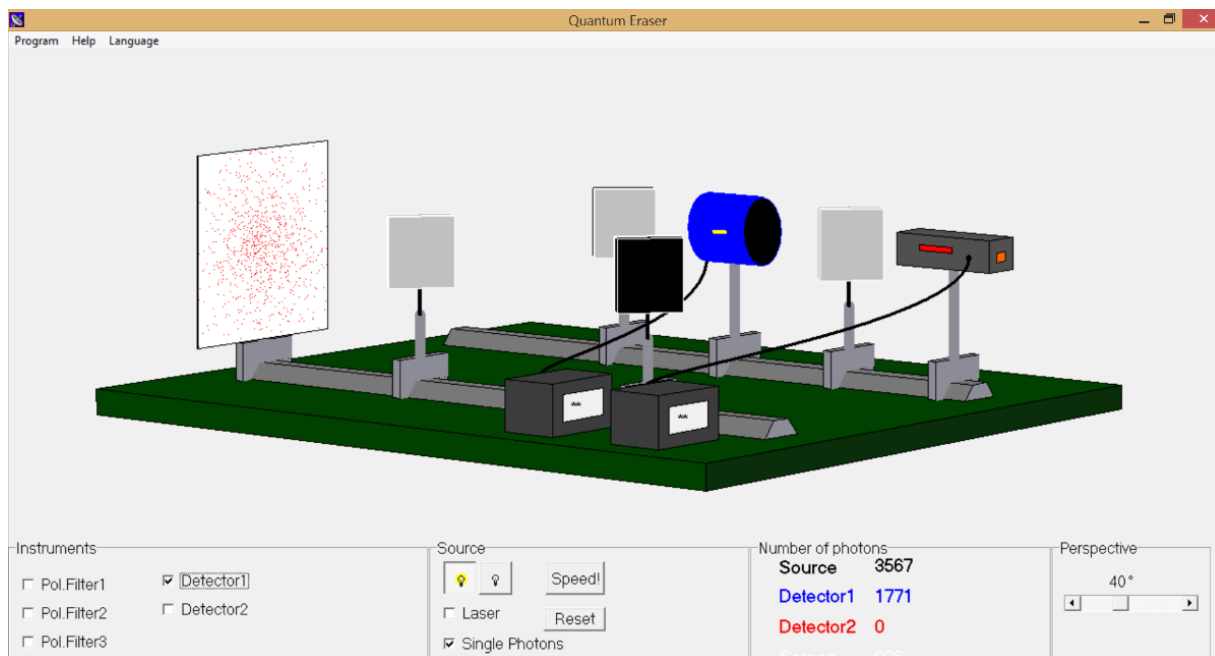 Quantum Eraser
Program Help Language
Instruments
Pol.Filter1
Pol.Filter2
Pol.Filter3
Detector1
Detector2
Source
Speed!
Laser
Reset
Single Photons
Number of photons
Source 3567
Detector1 1771
Detector2 0
Perspective
40°